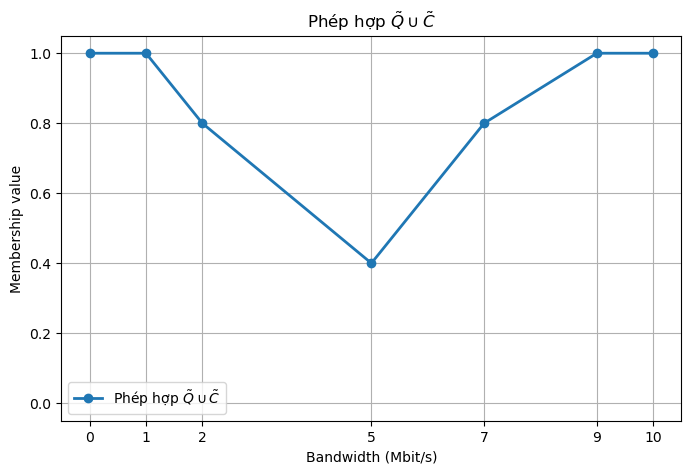 Phép hợp Q̃ ∪ C̃
Membership value
1.0
0.8
0.6
0.4
0.2
0.0
Phép hợp Q̃ ∪ C̃
0 1 2 5 7 9 10
Bandwidth (Mbit/s)